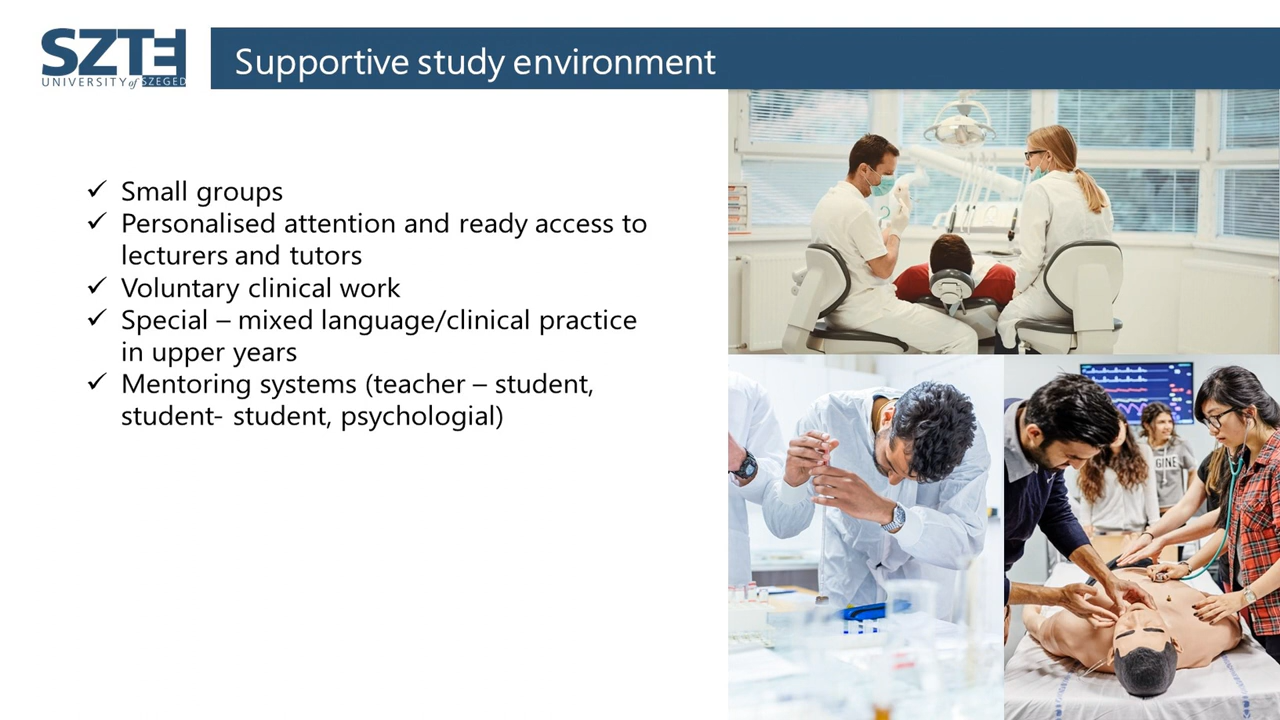 SZTE
UNIVERSITY of SZEGED
Supportive study environment
✓ Small groups
✓ Personalised attention and ready access to
lecturers and tutors
✓ Voluntary clinical work
✓ Special – mixed language/clinical practice
in upper years
✓ Mentoring systems (teacher – student,
student- student, psychologial)
GINE